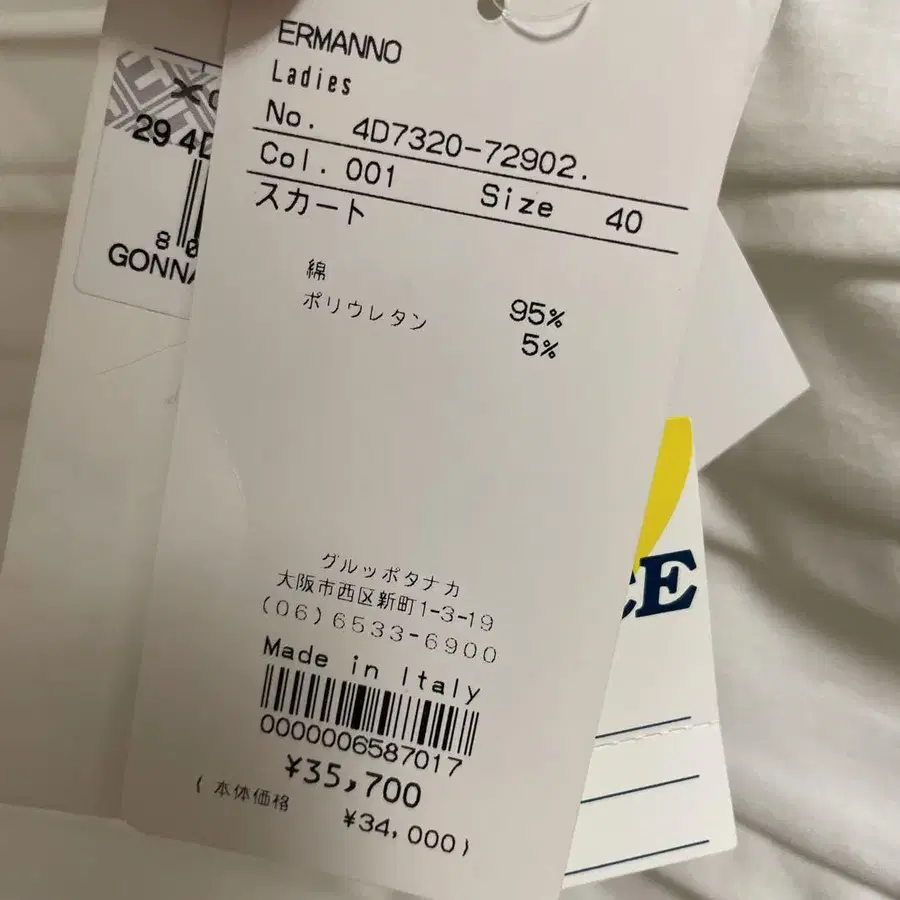 ERMANNO
Ladies
No. 4D7320-72902.
Col. 001 Size 40
スカート
綿 95%
ポリウレタン 5%
グルッポタナカ
大阪市西区新町1-3-19
(06)6533-6900
Made in Italy
0000006587017
¥35,700
(本体価格 ¥34,000)
29 4D
8 0
GONNA
CE